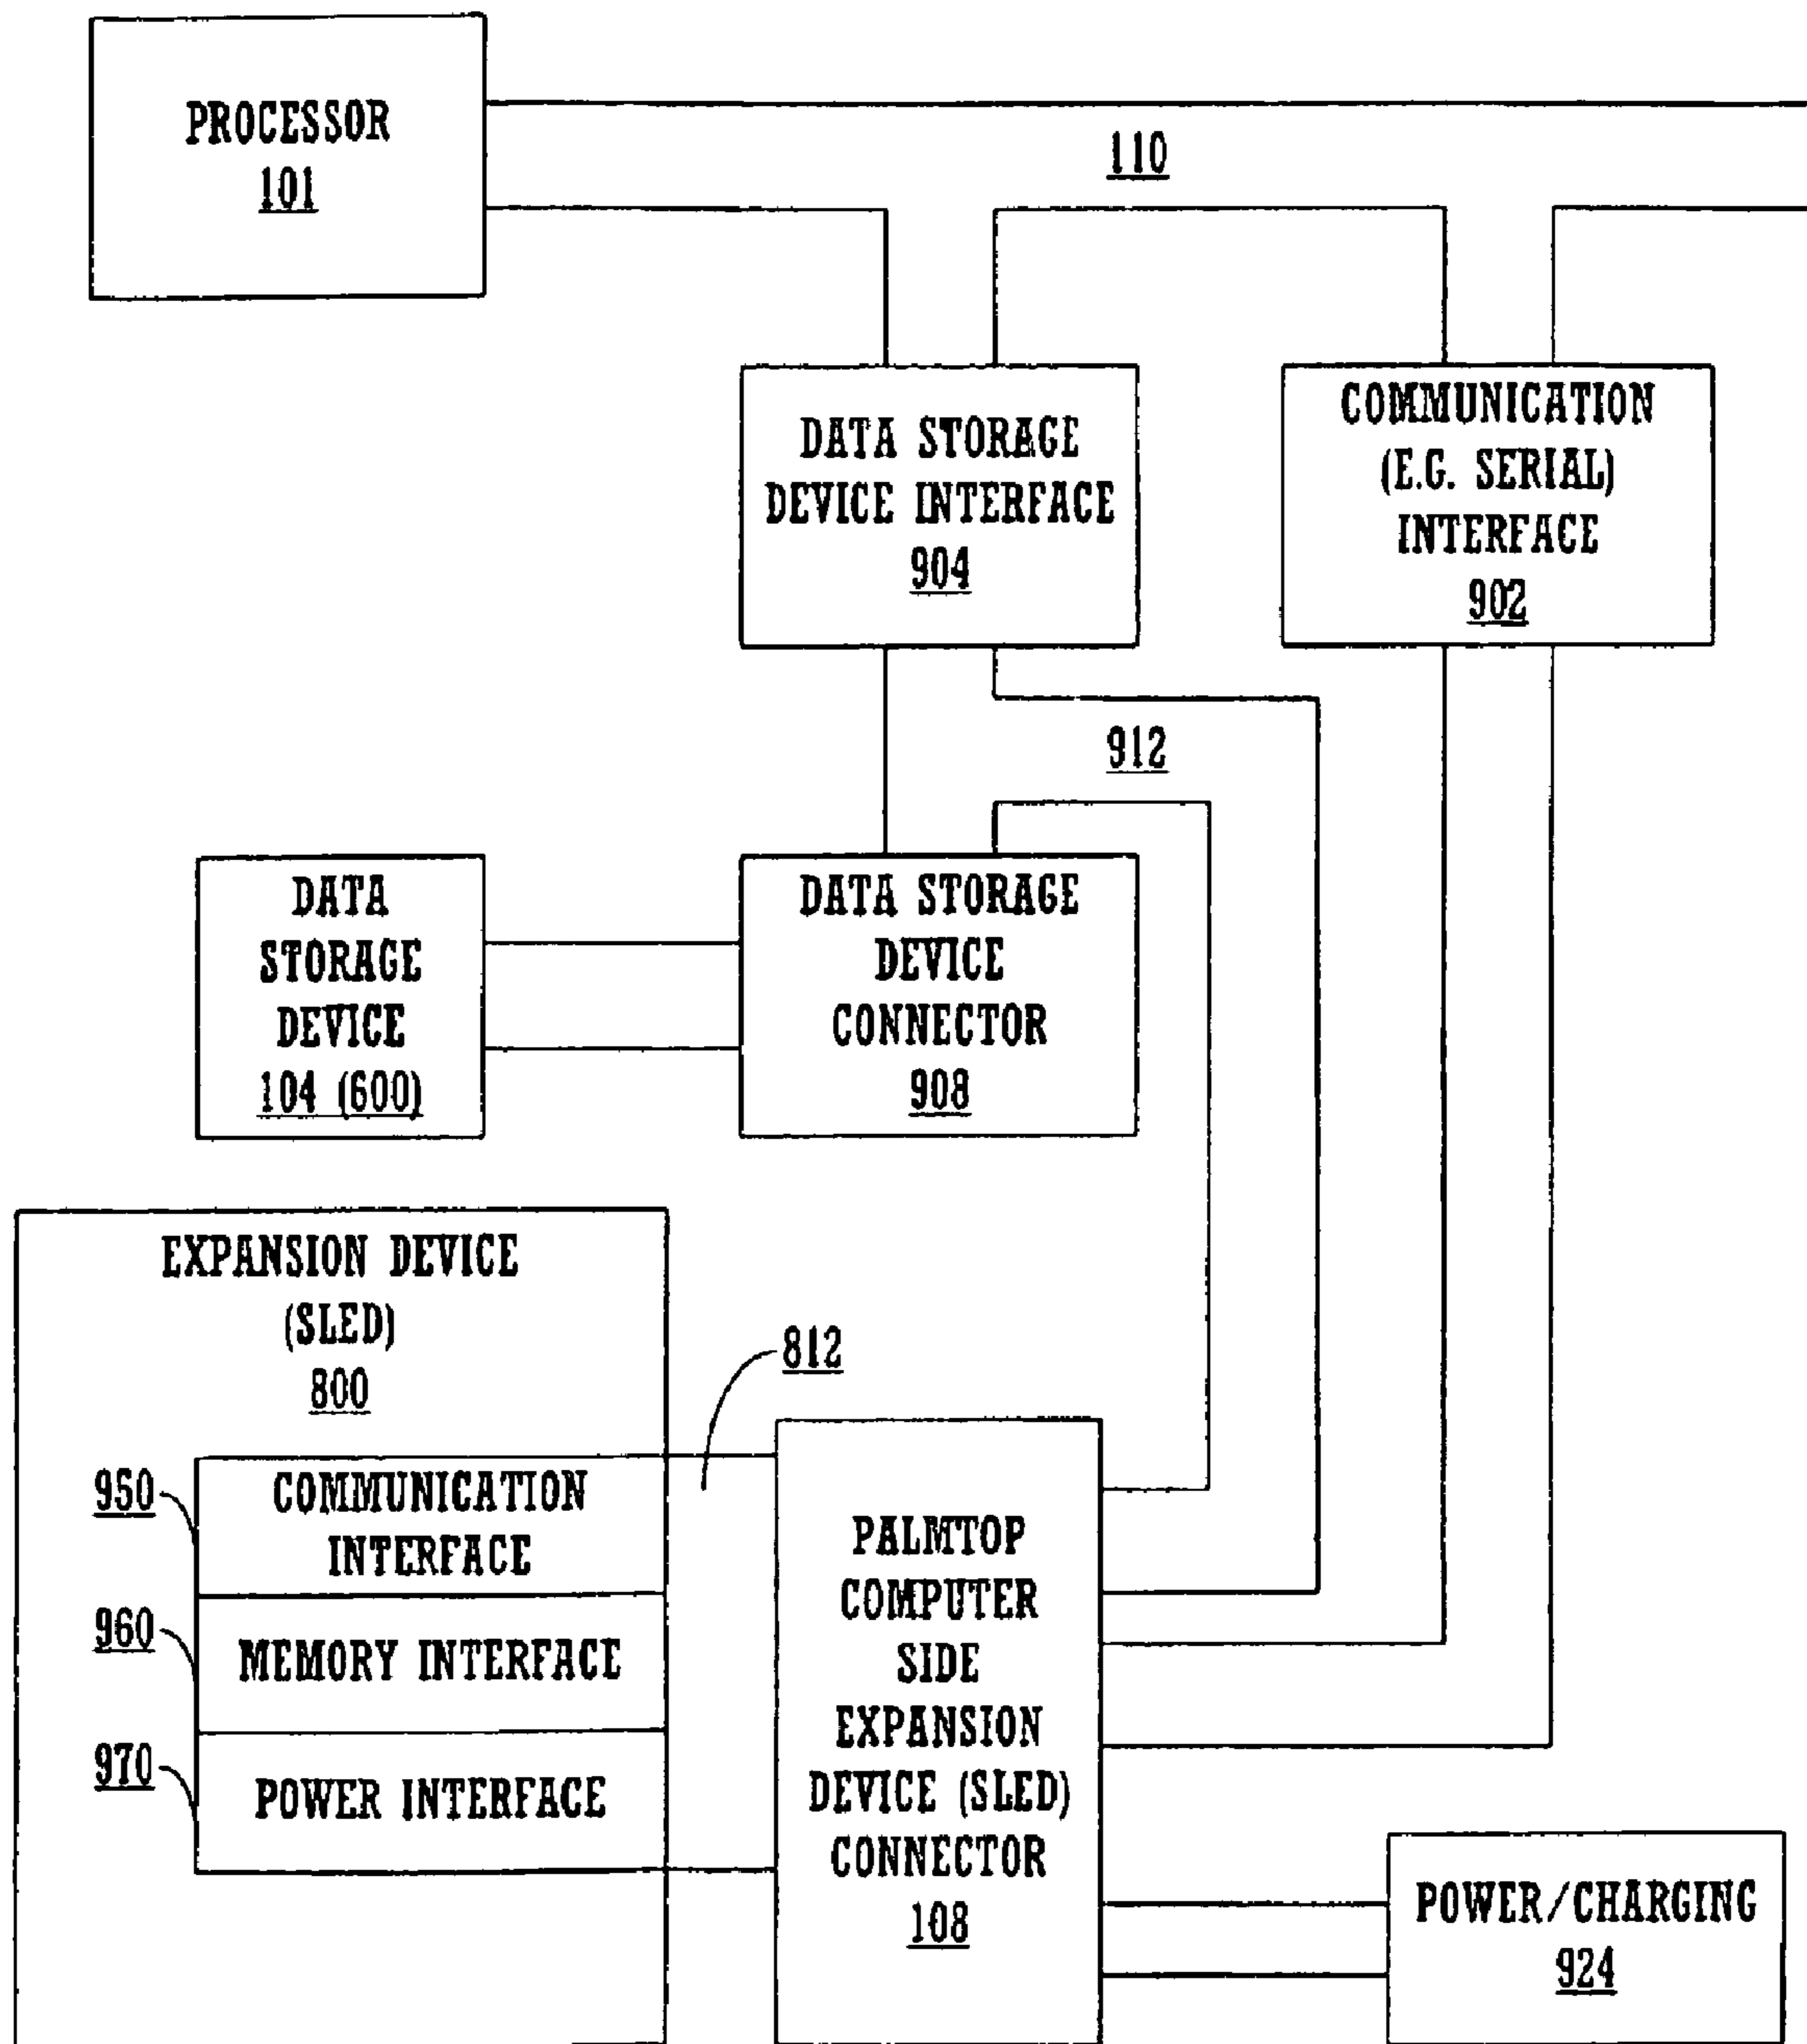 PROCESSOR
101
110
DATA STORAGE
DEVICE INTERFACE
904
COMMUNICATION
(E.G. SERIAL)
INTERFACE
902
912
DATA
STORAGE
DEVICE
104 (600)
DATA STORAGE
DEVICE
CONNECTOR
908
EXPANSION DEVICE
(SLED)
800
812
950
COMMUNICATION
INTERFACE
960
MEMORY INTERFACE
970
POWER INTERFACE
PALMTOP
COMPUTER
SIDE
EXPANSION
DEVICE (SLED)
CONNECTOR
108
POWER/CHARGING
924